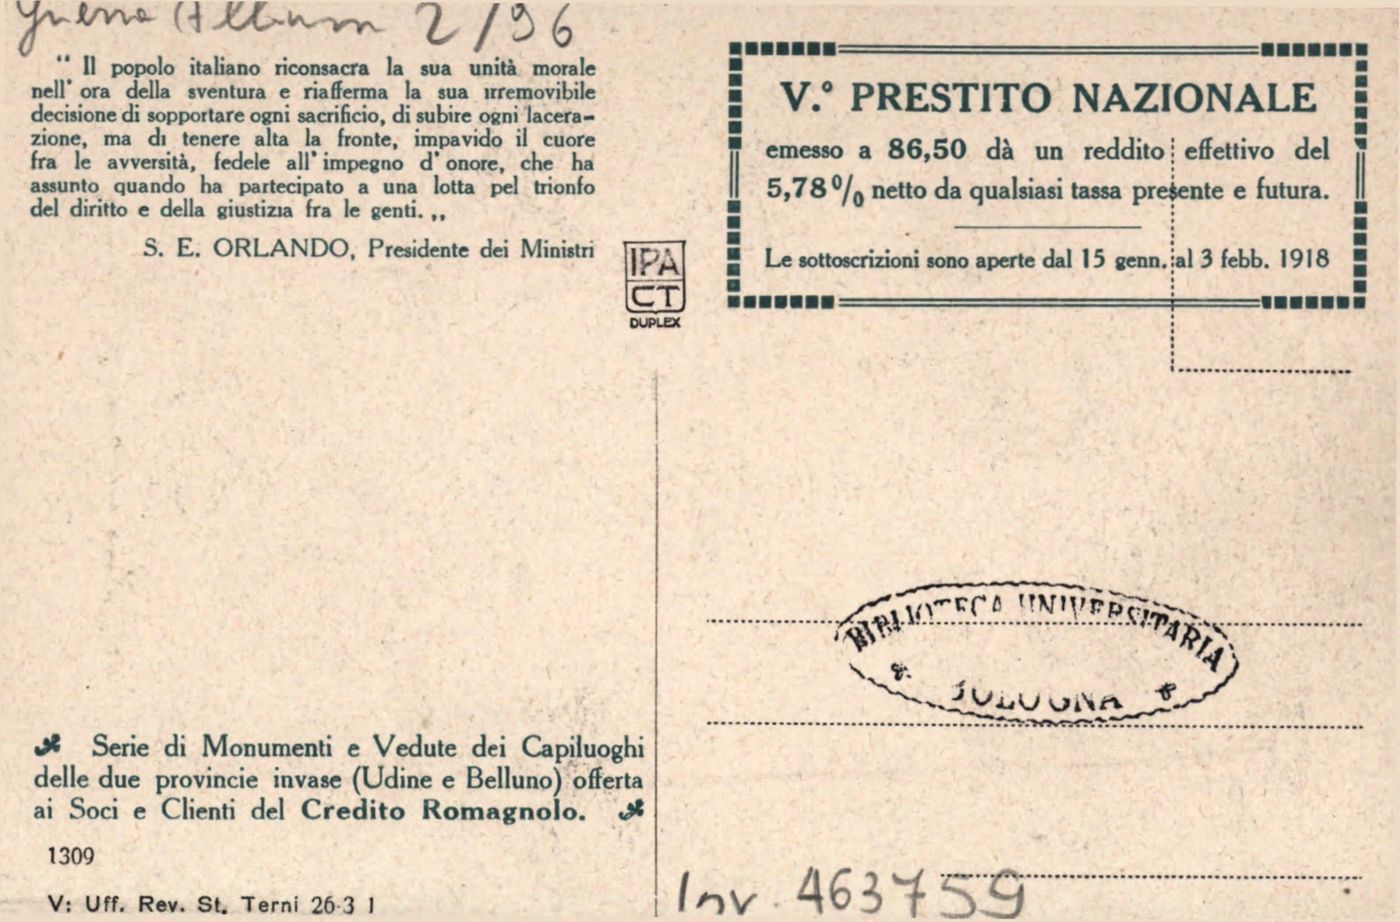 Guerra Album 2/96
“ Il popolo italiano riconsacra la sua unità morale
nell' ora della sventura e riafferma la sua irremovibile
decisione di sopportare ogni sacrificio, di subire ogni lacera-
zione, ma di tenere alta la fronte, impavido il cuore
fra le avversità, fedele all' impegno d' onore, che ha
assunto quando ha partecipato a una lotta pel trionfo
del diritto e della giustizia fra le genti. „
S. E. ORLANDO, Presidente dei Ministri
IPA
CT
DUPLEX
V.° PRESTITO NAZIONALE
emesso a 86,50 dà un reddito effettivo del
5,78% netto da qualsiasi tassa presente e futura.
Le sottoscrizioni sono aperte dal 15 genn. al 3 febb. 1918
BIBLIOTECA UNIVERSITARIA
BOLOGNA
Serie di Monumenti e Vedute dei Capiluoghi
delle due provincie invase (Udine e Belluno) offerta
ai Soci e Clienti del Credito Romagnolo.
1309
V: Uff. Rev. St. Terni 26-3 1
Inv. 463759